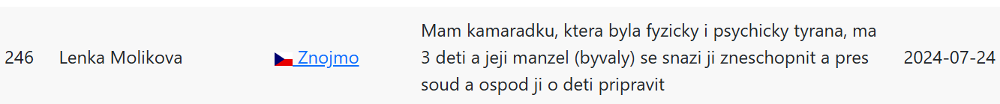 246 Lenka Molikova Znojmo Mam kamaradku, ktera byla fyzicky i psychicky tyrana, ma
3 deti a jeji manzel (byvaly) se snazi ji zneschopnit a pres
soud a ospod ji o deti pripravit 2024-07-24